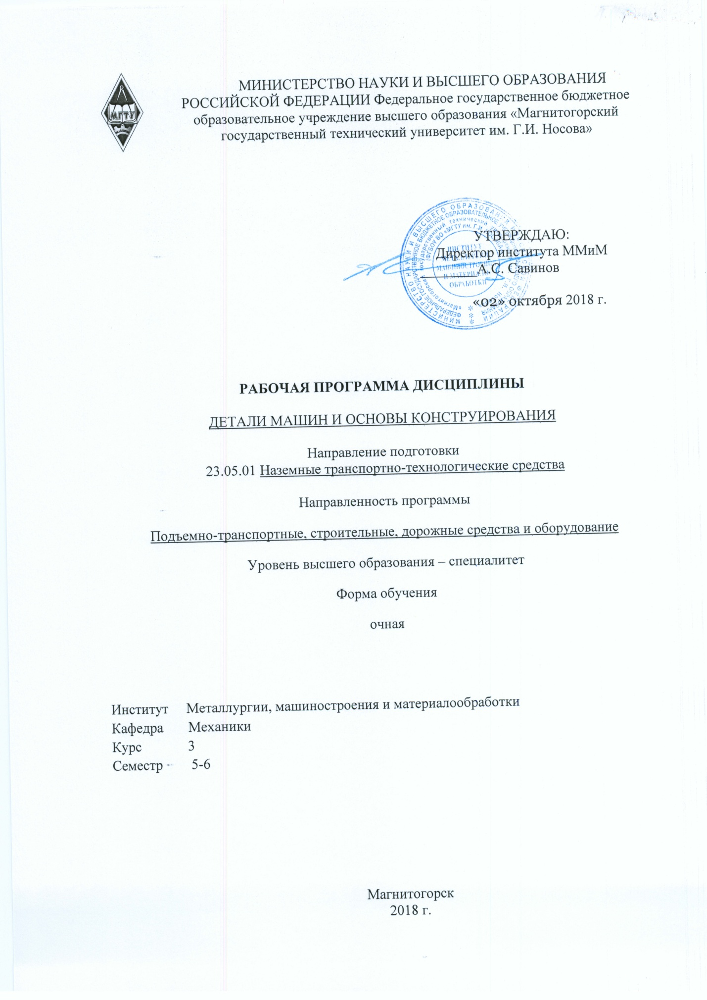 МИНИСТЕРСТВО НАУКИ И ВЫСШЕГО ОБРАЗОВАНИЯ
РОССИЙСКОЙ ФЕДЕРАЦИИ Федеральное государственное бюджетное
образовательное учреждение высшего образования «Магнитогорский
государственный технический университет им. Г.И. Носова»
МГТУ
УТВЕРЖДАЮ:
Директор института ММиМ
А.С. Савинов
«02» октября 2018 г.
РАБОЧАЯ ПРОГРАММА ДИСЦИПЛИНЫ
ДЕТАЛИ МАШИН И ОСНОВЫ КОНСТРУИРОВАНИЯ
Направление подготовки
23.05.01 Наземные транспортно-технологические средства
Направленность программы
Подъемно-транспортные, строительные, дорожные средства и оборудование
Уровень высшего образования – специалитет
Форма обучения
очная
Институт Металлургии, машиностроения и материалообработки
Кафедра Механики
Курс 3
Семестр 5-6
Магнитогорск
2018 г.